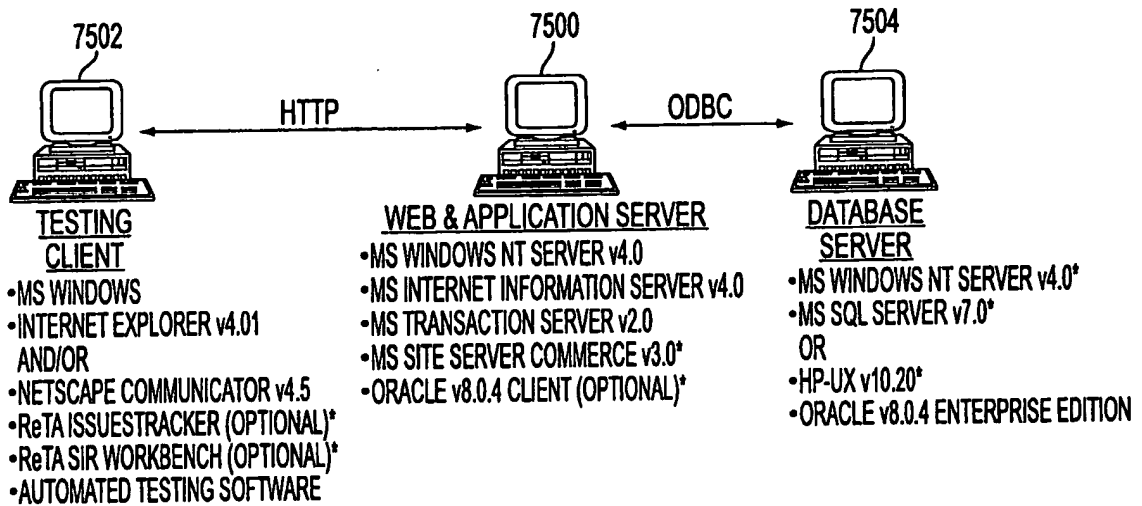 7502
7500
7504
HTTP
ODBC
TESTING
CLIENT
•MS WINDOWS
•INTERNET EXPLORER v4.01
AND/OR
•NETSCAPE COMMUNICATOR v4.5
•ReTA ISSUESTRACKER (OPTIONAL)*
•ReTA SIR WORKBENCH (OPTIONAL)*
•AUTOMATED TESTING SOFTWARE
WEB & APPLICATION SERVER
•MS WINDOWS NT SERVER v4.0
•MS INTERNET INFORMATION SERVER v4.0
•MS TRANSACTION SERVER v2.0
•MS SITE SERVER COMMERCE v3.0*
•ORACLE v8.0.4 CLIENT (OPTIONAL)*
DATABASE
SERVER
•MS WINDOWS NT SERVER v4.0*
•MS SQL SERVER v7.0*
OR
•HP-UX v10.20*
•ORACLE v8.0.4 ENTERPRISE EDITION